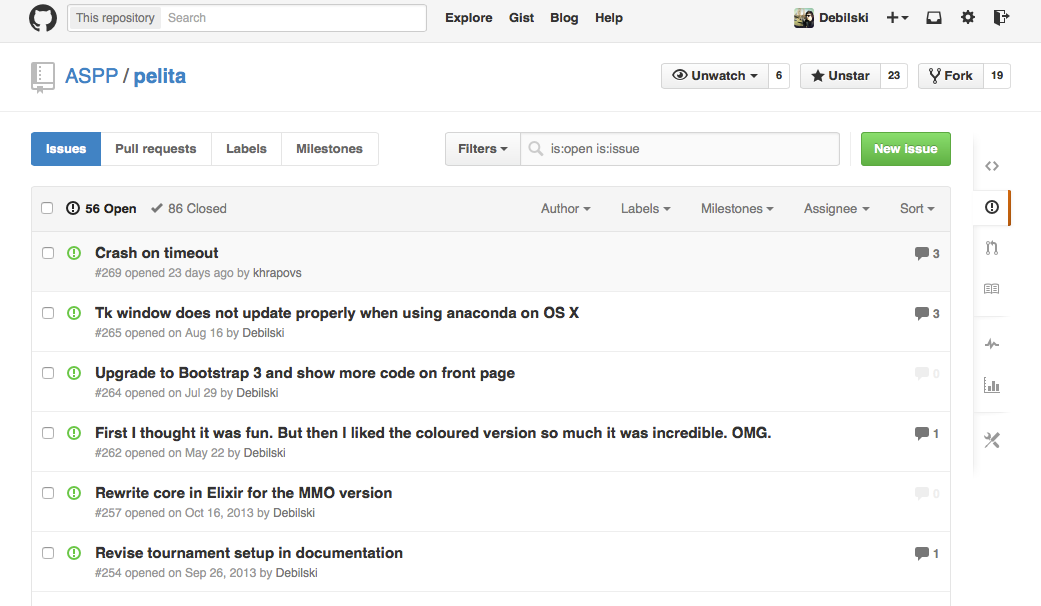 This repository Search Explore Gist Blog Help Debilski
ASPP / pelita Unwatch 6 Unstar 23 Fork 19
Issues Pull requests Labels Milestones Filters is:open is:issue New issue
56 Open 86 Closed Author Labels Milestones Assignee Sort
Crash on timeout 3
#269 opened 23 days ago by khrapovs
Tk window does not update properly when using anaconda on OS X 3
#265 opened on Aug 16 by Debilski
Upgrade to Bootstrap 3 and show more code on front page 0
#264 opened on Jul 29 by Debilski
First I thought it was fun. But then I liked the coloured version so much it was incredible. OMG. 1
#262 opened on May 22 by Debilski
Rewrite core in Elixir for the MMO version 0
#257 opened on Oct 16, 2013 by Debilski
Revise tournament setup in documentation 1
#254 opened on Sep 26, 2013 by Debilski